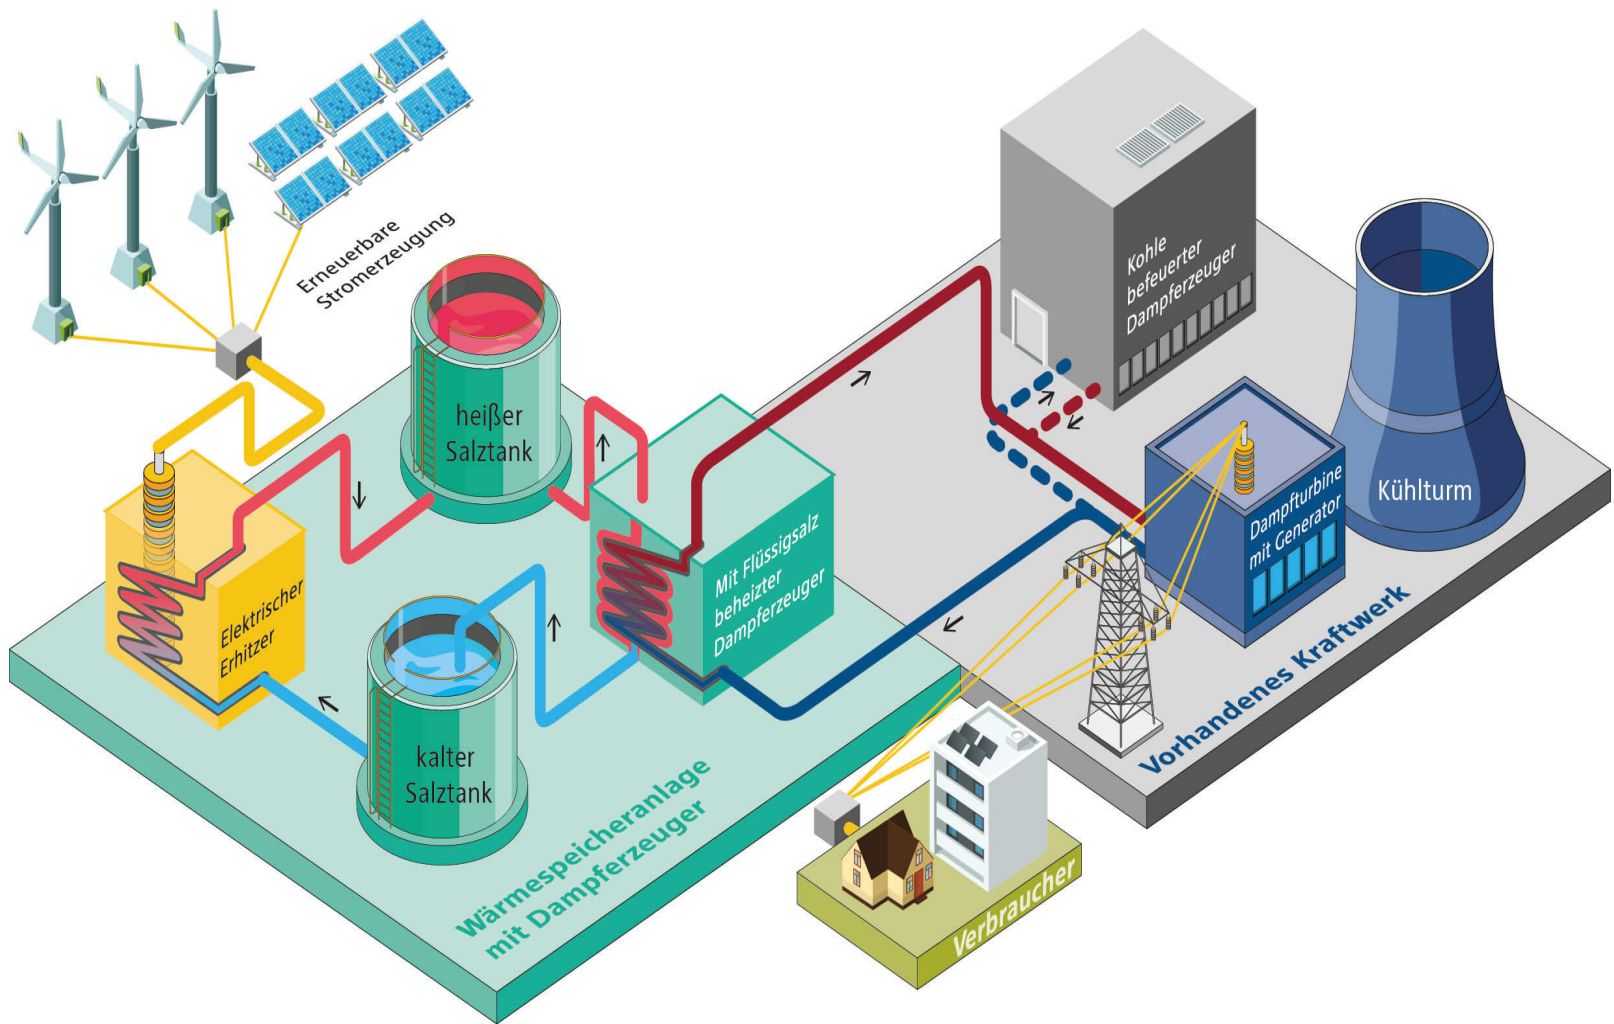 Erneuerbare
Stromerzeugung
heißer
Salztank
Elektrischer
Erhitzer
kalter
Salztank
Mit Flüssigsalz
beheizter
Dampferzeuger
Wärmespeicheranlage
mit Dampferzeuger
Kohle
befeuerter
Dampferzeuger
Kühlturm
Dampfturbine
mit Generator
Vorhandenes Kraftwerk
Verbraucher